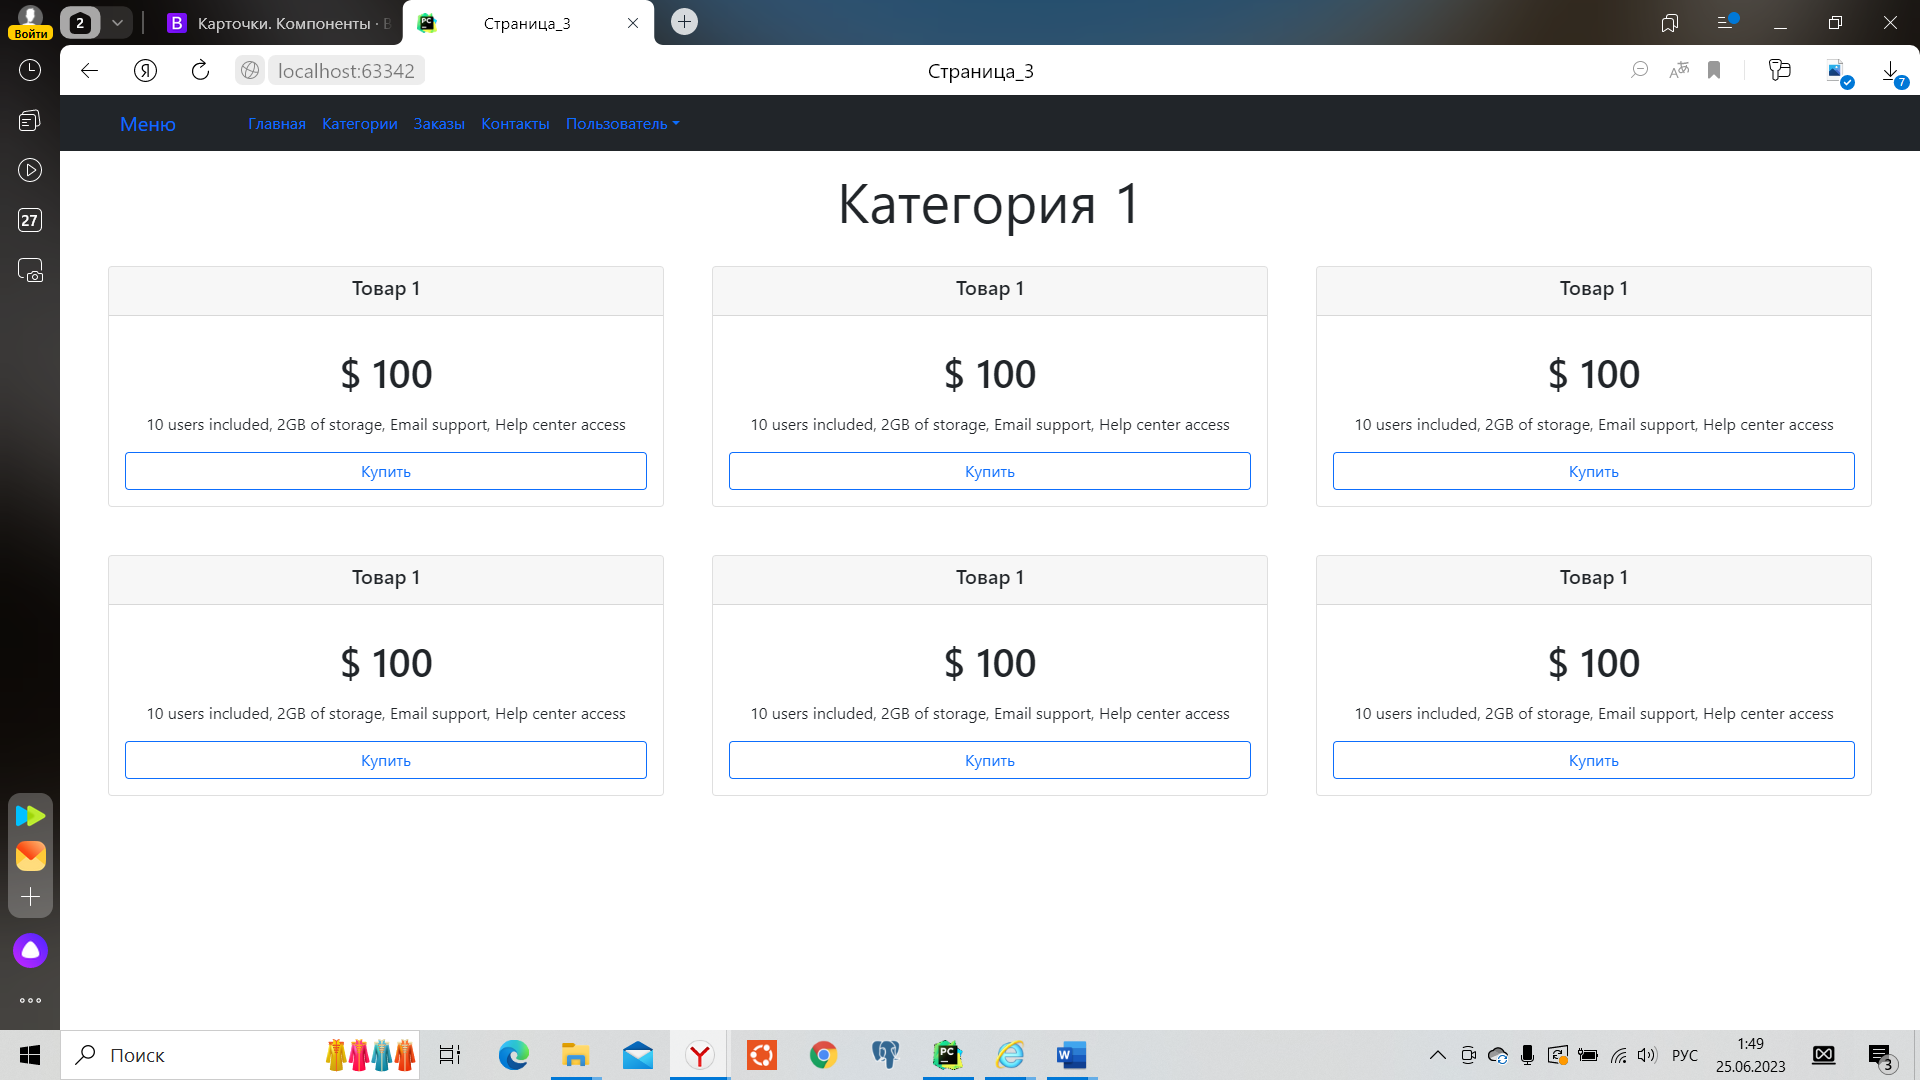 2
Карточки. Компоненты · В
Страница_3
Войти
localhost:63342
Страница_3
7
27
Меню
Главная
Категории
Заказы
Контакты
Пользователь
Категория 1
Товар 1
Товар 1
Товар 1
$ 100
$ 100
$ 100
10 users included, 2GB of storage, Email support, Help center access
10 users included, 2GB of storage, Email support, Help center access
10 users included, 2GB of storage, Email support, Help center access
Купить
Купить
Купить
Товар 1
Товар 1
Товар 1
$ 100
$ 100
$ 100
10 users included, 2GB of storage, Email support, Help center access
10 users included, 2GB of storage, Email support, Help center access
10 users included, 2GB of storage, Email support, Help center access
Купить
Купить
Купить
Поиск
РУС
1:49
25.06.2023
3